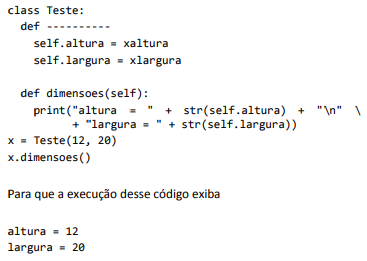 class Teste:
  def ----------
    self.altura = xaltura
    self.largura = xlargura

  def dimensoes(self):
    print("altura  = "  +  str(self.altura)  +  "\n"  \
          + "largura = " + str(self.largura))
x = Teste(12, 20)
x.dimensoes()

Para que a execução desse código exiba

altura = 12
largura = 20